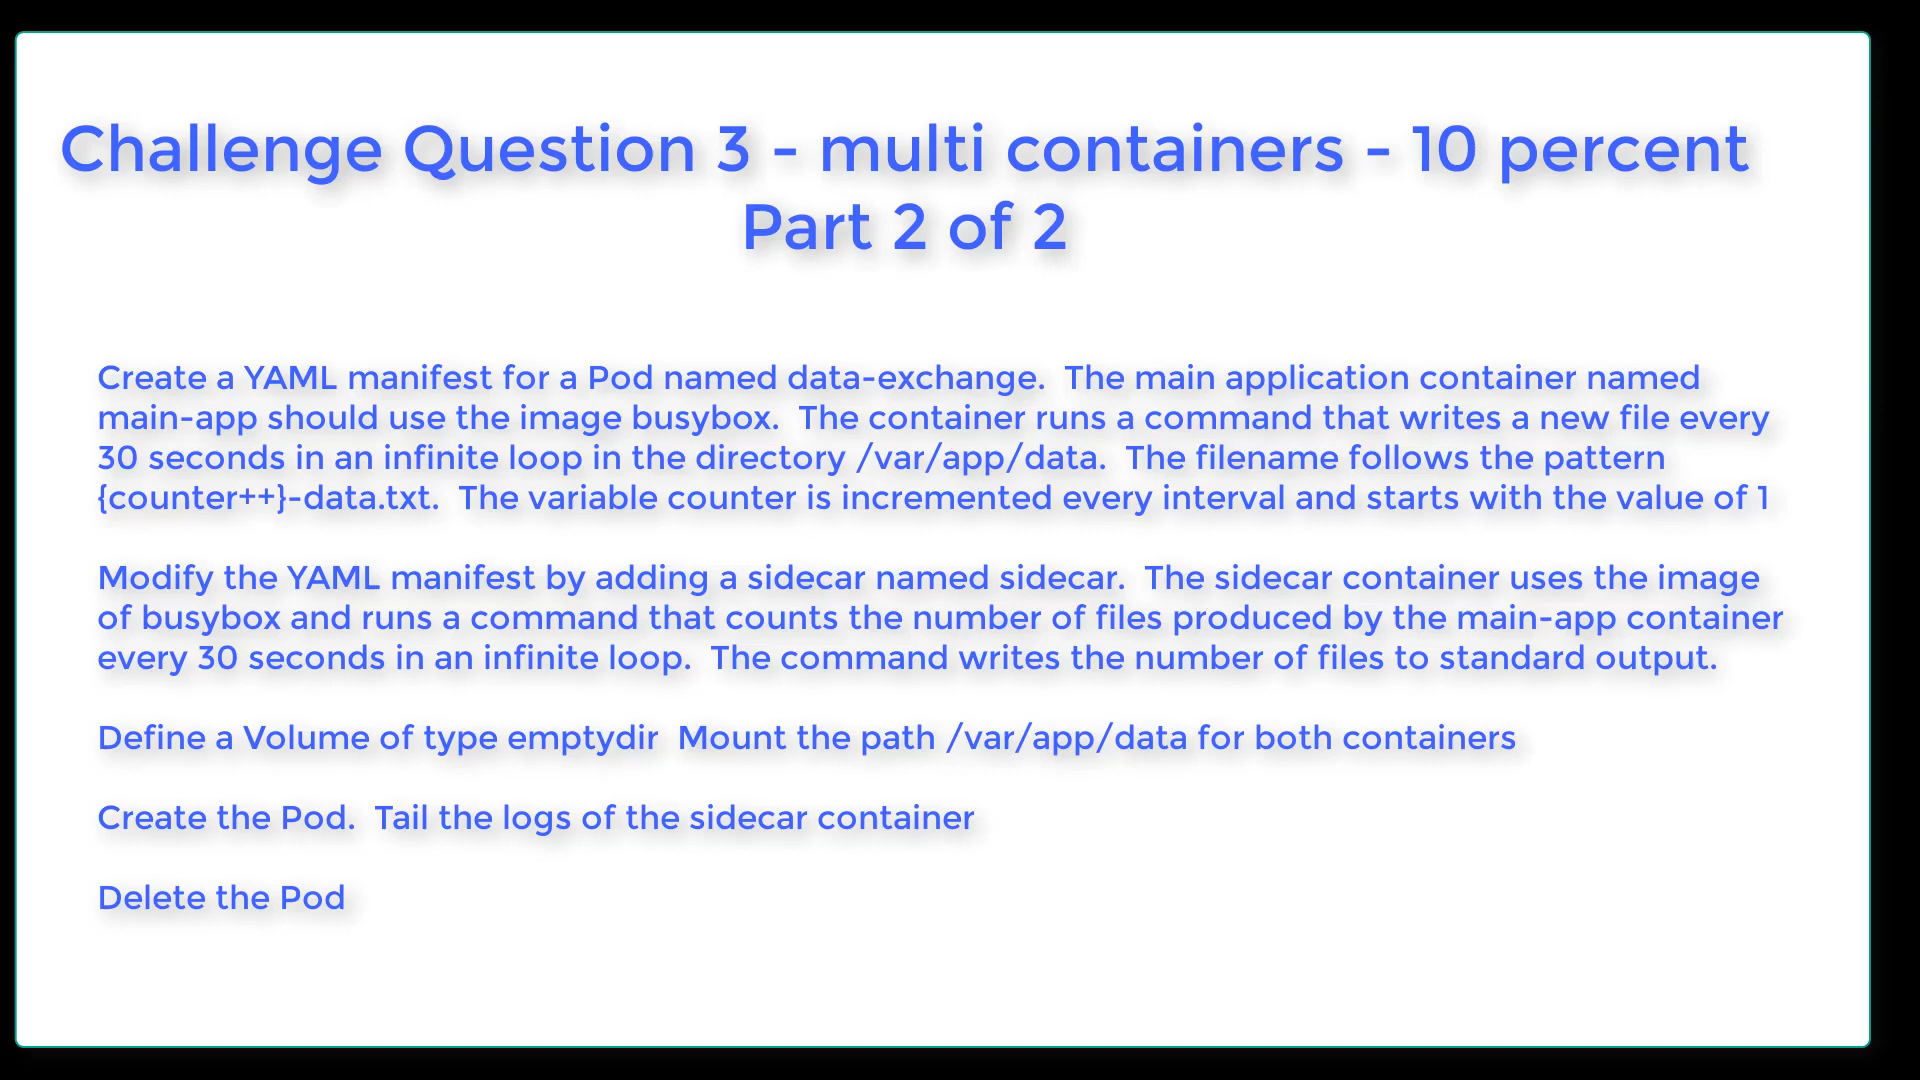 Challenge Question 3 - multi containers - 10 percent
Part 2 of 2
Create a YAML manifest for a Pod named data-exchange.  The main application container named
main-app should use the image busybox.  The container runs a command that writes a new file every
30 seconds in an infinite loop in the directory /var/app/data.  The filename follows the pattern
{counter++}-data.txt.  The variable counter is incremented every interval and starts with the value of 1
Modify the YAML manifest by adding a sidecar named sidecar.  The sidecar container uses the image
of busybox and runs a command that counts the number of files produced by the main-app container
every 30 seconds in an infinite loop.  The command writes the number of files to standard output.
Define a Volume of type emptydir  Mount the path /var/app/data for both containers
Create the Pod.  Tail the logs of the sidecar container
Delete the Pod